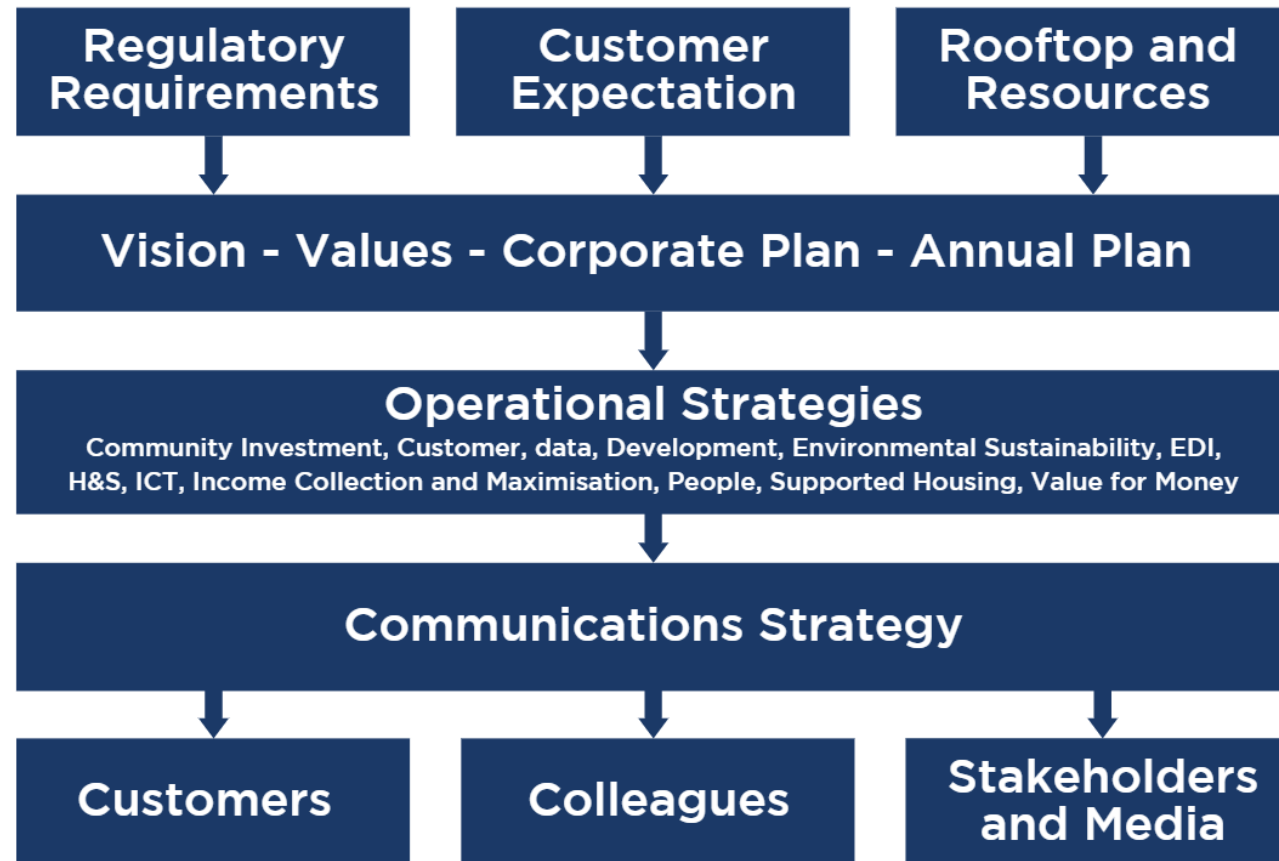 Regulatory
Requirements
Customer
Expectation
Rooftop and
Resources
Vision - Values - Corporate Plan - Annual Plan
Operational Strategies
Community Investment, Customer, data, Development, Environmental Sustainability, EDI,
H&S, ICT, Income Collection and Maximisation, People, Supported Housing, Value for Money
Communications Strategy
Customers
Colleagues
Stakeholders
and Media